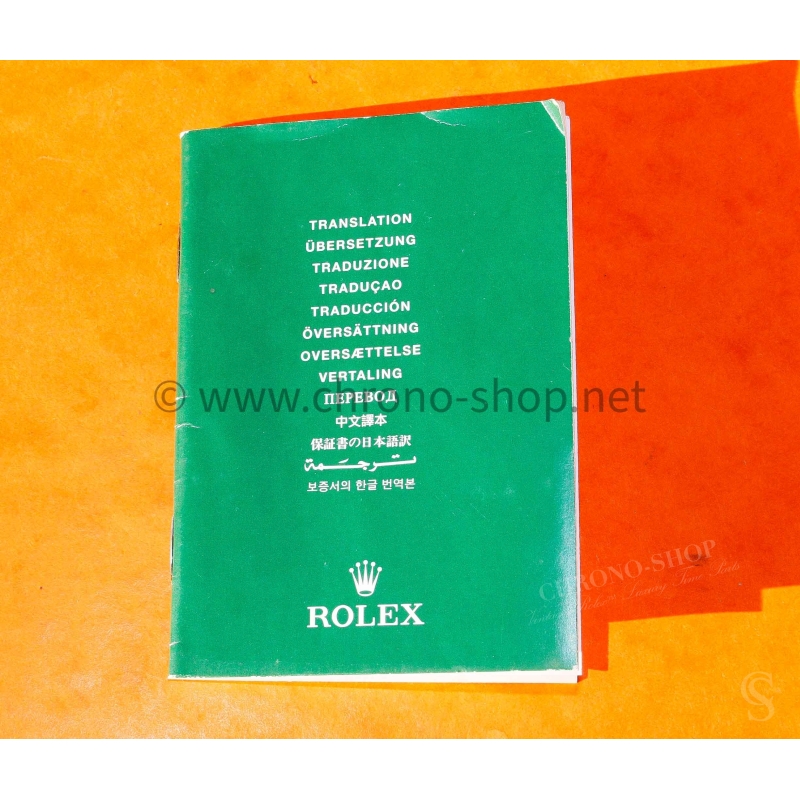 TRANSLATION
ÜBERSETZUNG
TRADUZIONE
TRADUÇAO
TRADUCCIÓN
ÖVERSÄTTNING
OVERSÆTTELSE
VERTALING
ПЕРЕВОД
© www.chrono-shop.net
中文譯本
保証書の日本語訳
ترجمة
보증서의 한글 번역본
ROLEX
CHRONO-SHOP